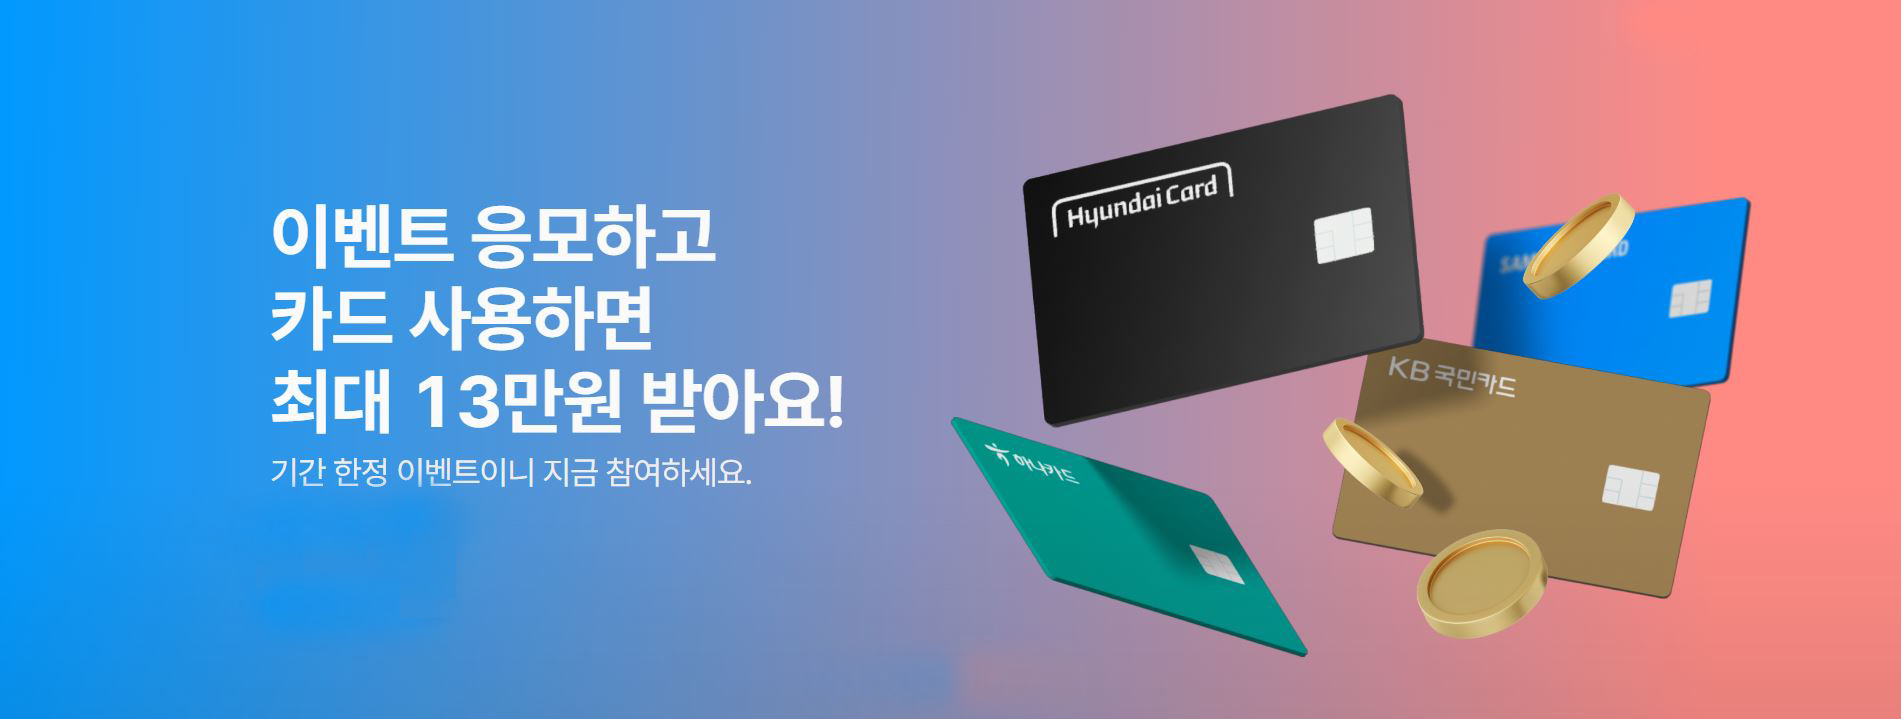 이벤트 응모하고
카드 사용하면
최대 13만원 받아요!
기간 한정 이벤트이니 지금 참여하세요.
Hyundai Card
KB 국민카드
하나카드